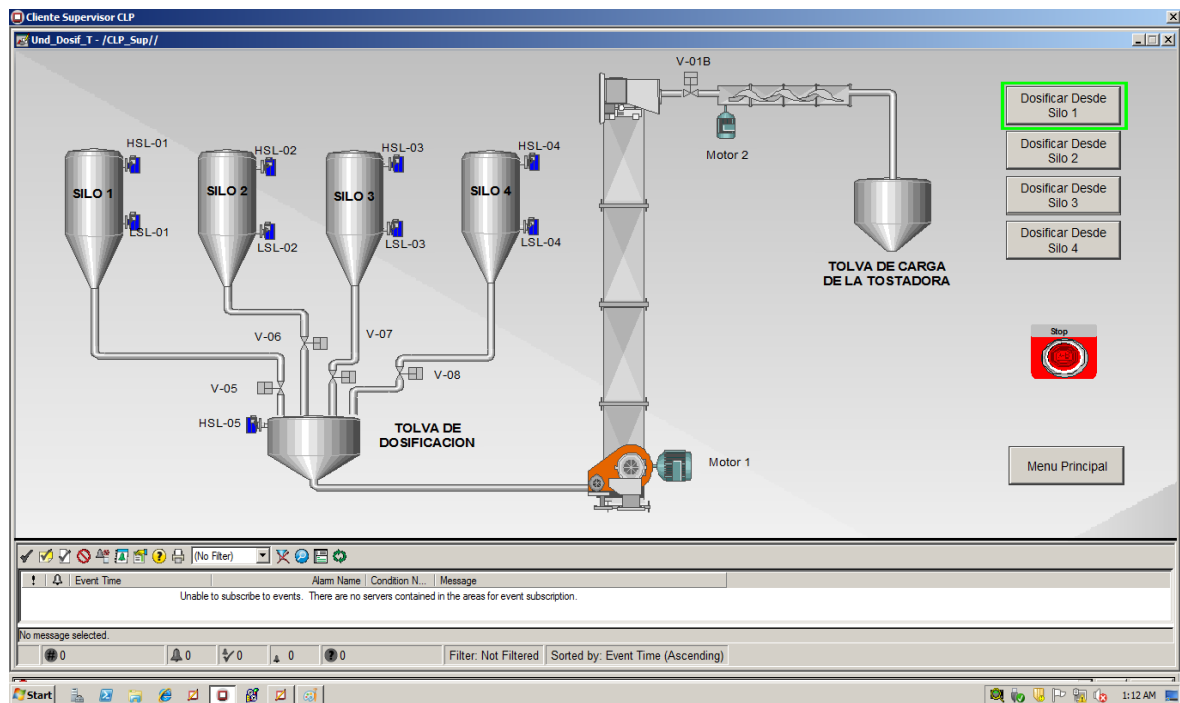 Cliente Supervisor CLP
Und_Dosif_T - /CLP_Sup//
V-01B
Dosificar Desde
Silo 1
HSL-01
HSL-02
HSL-03
HSL-04
Motor 2
Dosificar Desde
Silo 2
SILO 1
SILO 2
SILO 3
SILO 4
Dosificar Desde
Silo 3
LSL-01
LSL-02
LSL-03
LSL-04
Dosificar Desde
Silo 4
TOLVA DE CARGA
DE LA TOSTADORA
V-06
V-07
Stop
V-05
V-08
HSL-05
TOLVA DE
DOSIFICACION
Motor 1
Menu Principal
(No Filter)
! Event Time Alarm Name Condition N... Message
Unable to subscribe to events. There are no servers contained in the areas for event subscription.
No message selected.
0 0 0 0 0 Filter: Not Filtered Sorted by: Event Time (Ascending)
Start 1:12 AM